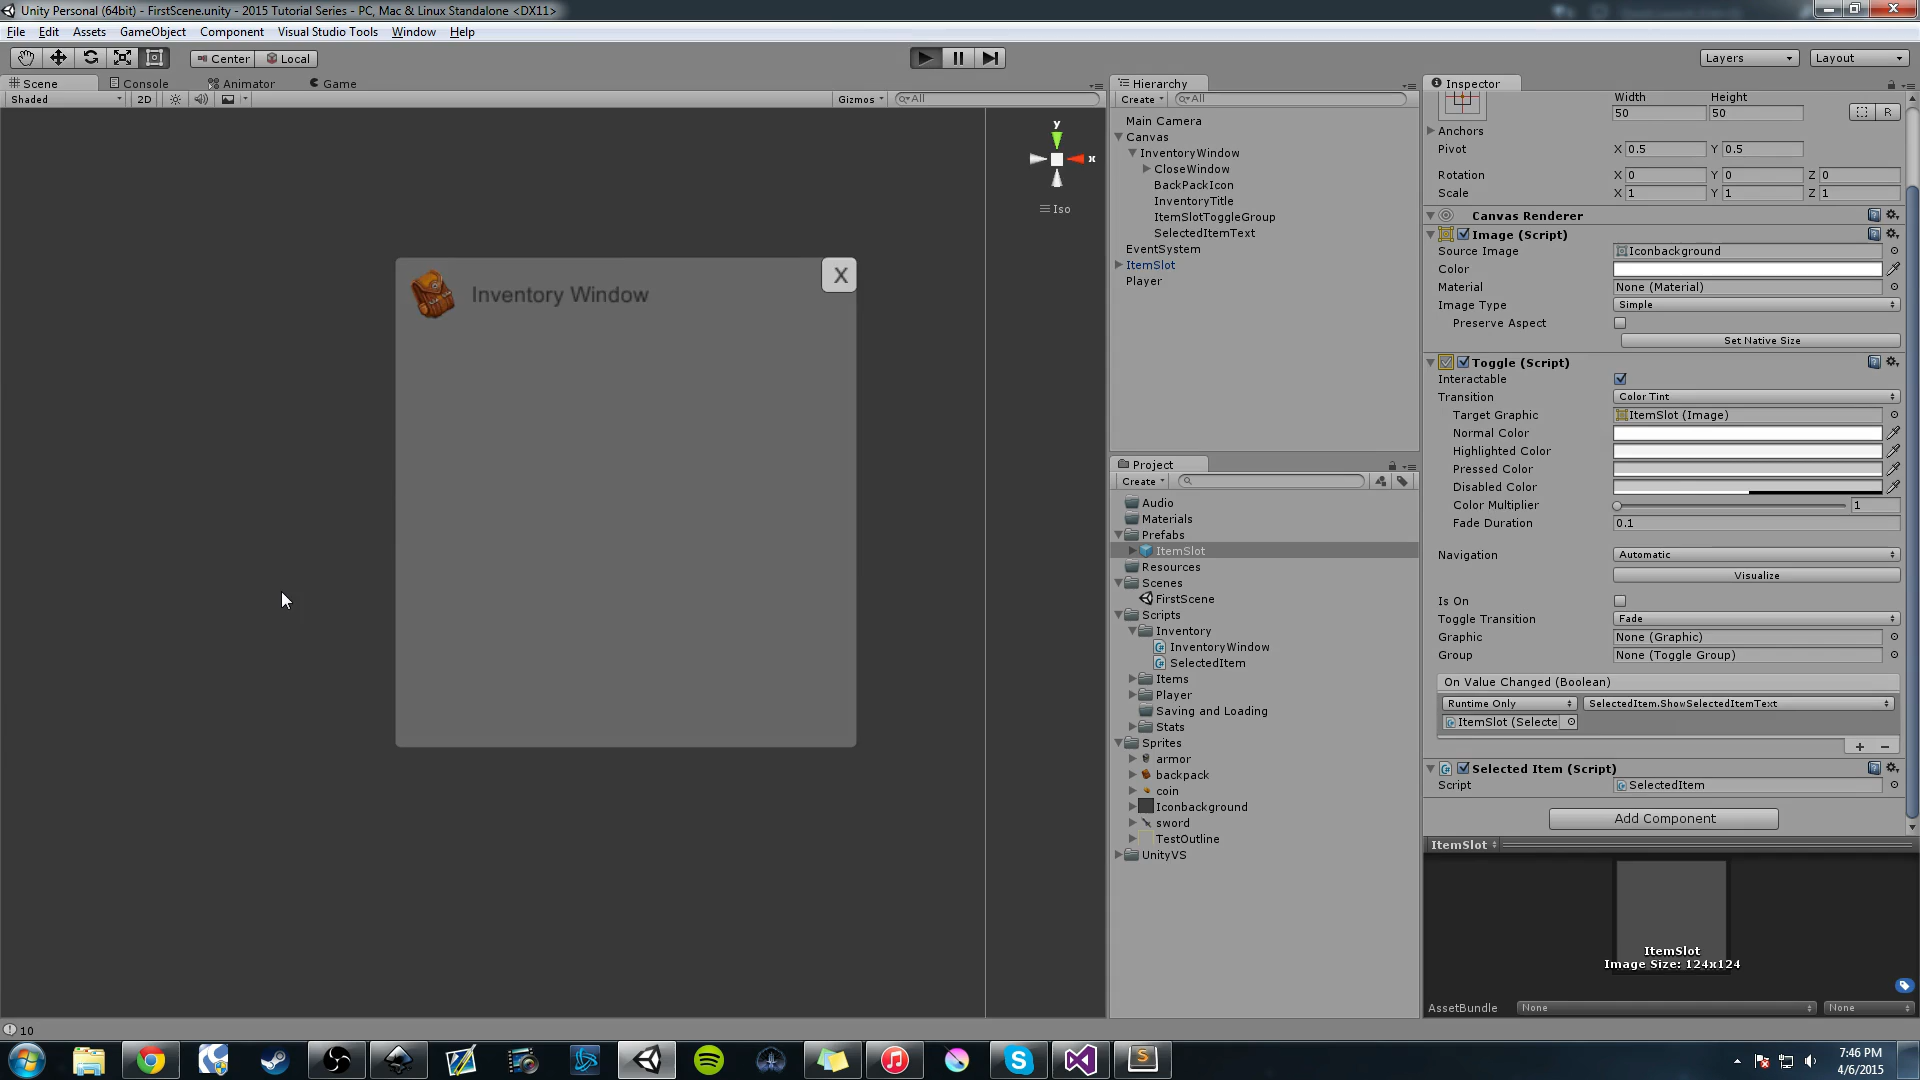 Unity Personal (64bit) - FirstScene.unity - 2015 Tutorial Series - PC, Mac & Linux Standalone <DX11>
File Edit Assets GameObject Component Visual Studio Tools Window Help
Center Local Layers Layout
Scene Console Animator Game
Shaded 2D Gizmos All
y
x
Iso
Inventory Window
X
Hierarchy
Create All
Main Camera
Canvas
InventoryWindow
CloseWindow
BackPackIcon
InventoryTitle
ItemSlotToggleGroup
SelectedItemText
EventSystem
ItemSlot
Player
Project
Create
Audio
Materials
Prefabs
ItemSlot
Resources
Scenes
FirstScene
Scripts
Inventory
InventoryWindow
SelectedItem
Items
Player
Saving and Loading
Stats
Sprites
armor
backpack
coin
Iconbackground
sword
TestOutline
UnityVS
Inspector
Width Height
50 50 R
Anchors
Pivot X 0.5 Y 0.5
Rotation X 0 Y 0 Z 0
Scale X 1 Y 1 Z 1
Canvas Renderer
Image (Script)
Source Image Iconbackground
Color
Material None (Material)
Image Type Simple
Preserve Aspect
Set Native Size
Toggle (Script)
Interactable
Transition Color Tint
Target Graphic ItemSlot (Image)
Normal Color
Highlighted Color
Pressed Color
Disabled Color
Color Multiplier 1
Fade Duration 0.1
Navigation Automatic
Visualize
Is On
Toggle Transition Fade
Graphic None (Graphic)
Group None (Toggle Group)
On Value Changed (Boolean)
Runtime Only SelectedItem.ShowSelectedItemText
ItemSlot (Selecte
+ −
Selected Item (Script)
Script SelectedItem
Add Component
ItemSlot
ItemSlot
Image Size: 124x124
AssetBundle None None
10
7:46 PM
4/6/2015